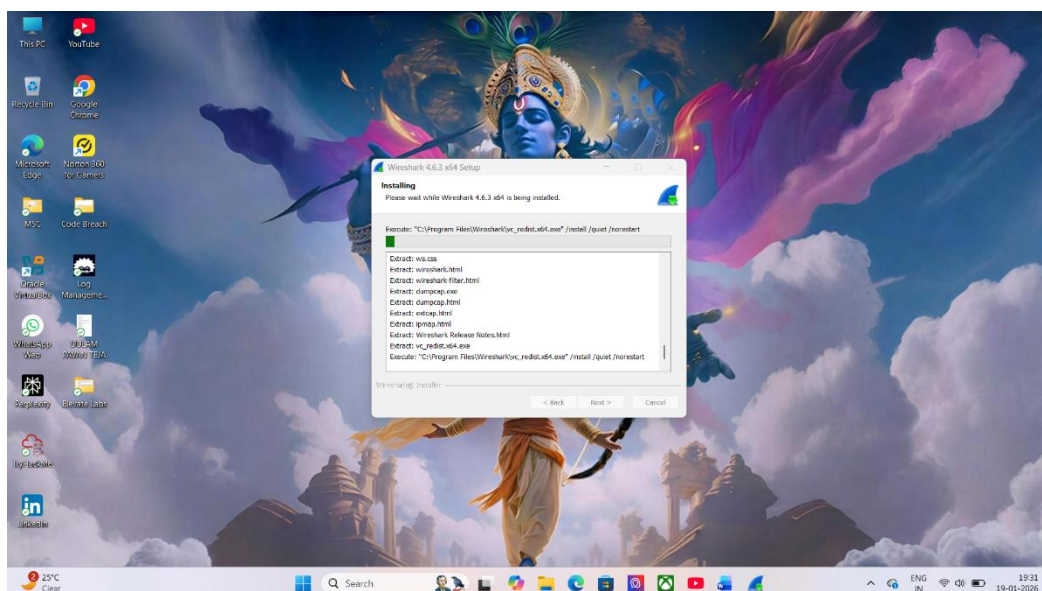 This PC
YouTube
Recycle Bin
Google
Chrome
Microsoft
Edge
Norton 360
for Gamers
MSC
Code Breach
Oracle
VirtualBox
Log
Manageme...
WhatsApp
Web
DULAM
PAVAN TEJA
Perplexity
Elevate Labs
TryHackMe
LinkedIn
Wireshark 4.6.3 x64 Setup
Installing
Please wait while Wireshark 4.6.3 x64 is being installed.
Execute: "C:\Program Files\Wireshark\vc_redist.x64.exe" /install /quiet /norestart
Extract: ws.css
Extract: wireshark.html
Extract: wireshark-filter.html
Extract: dumpcap.exe
Extract: dumpcap.html
Extract: extcap.html
Extract: ipmap.html
Extract: Wireshark Release Notes.html
Extract: vc_redist.x64.exe
Execute: "C:\Program Files\Wireshark\vc_redist.x64.exe" /install /quiet /norestart
Wireshark® Installer
< Back
Next >
Cancel
2
25°C
Clear
Search
ENG
IN
19:31
19-01-2026